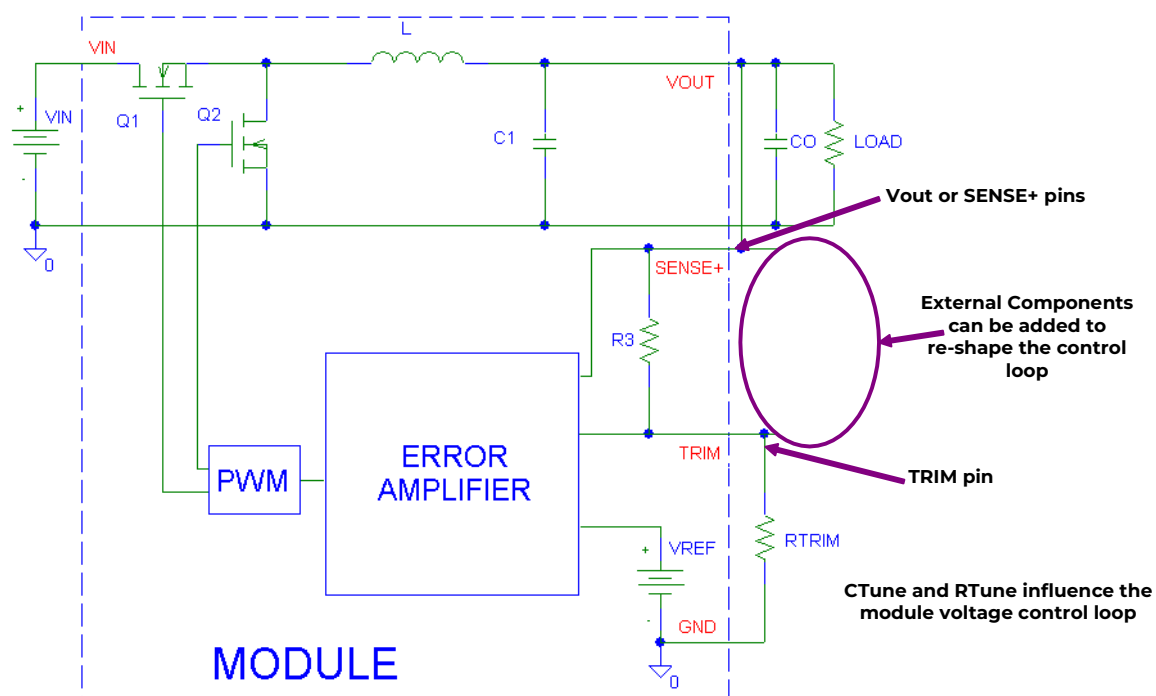 L
VIN
VOUT
+
VIN
-
Q1
Q2
C1
CO
LOAD
0
Vout or SENSE+ pins
SENSE+
External Components
can be added to
re-shape the control
loop
R3
TRIM
TRIM pin
ERROR
AMPLIFIER
PWM
+
VREF
-
RTRIM
GND
0
CTune and RTune influence the
module voltage control loop
MODULE